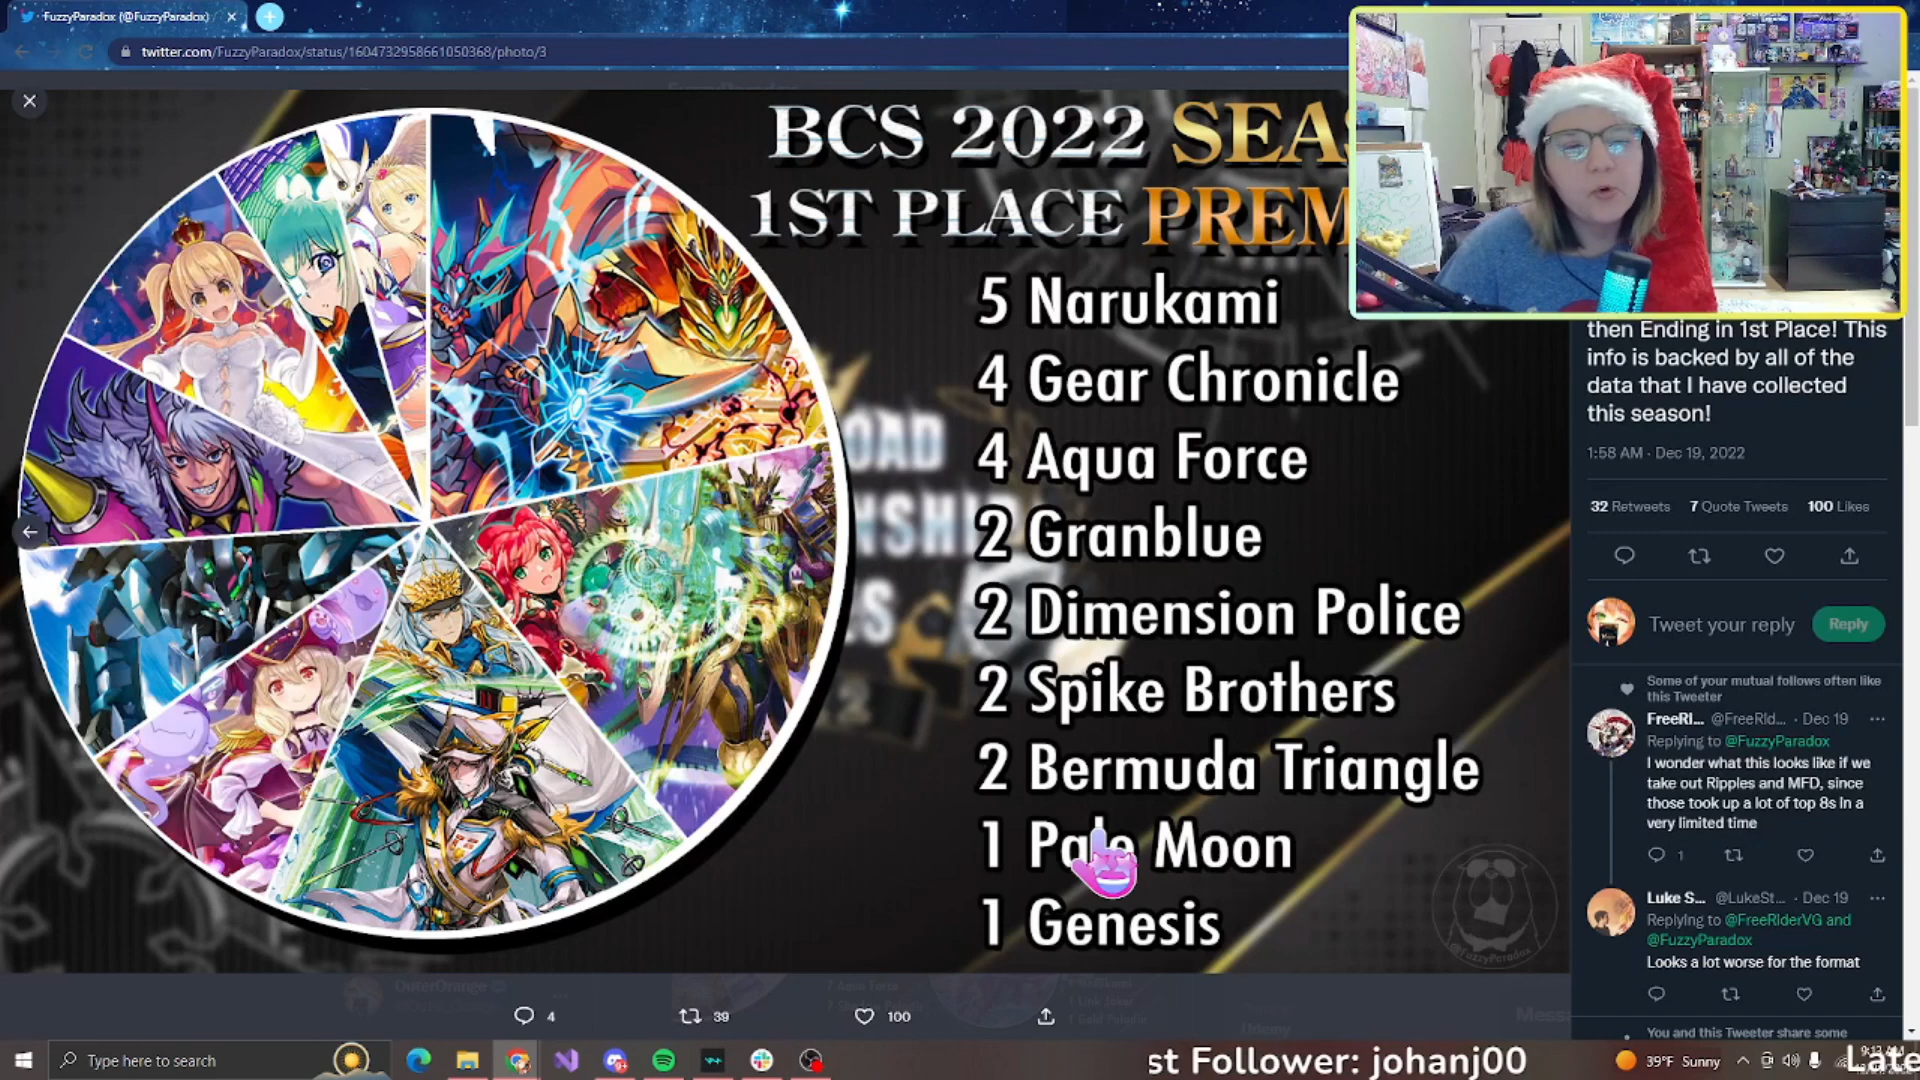 FuzzyParadox (@FuzzyParadox)
twitter.com/FuzzyParadox/status/1604732958661050368/photo/3
BCS 2022 SEAS
1ST PLACE PREM
5 Narukami
4 Gear Chronicle
4 Aqua Force
2 Granblue
2 Dimension Police
2 Spike Brothers
2 Bermuda Triangle
1 Pale Moon
1 Genesis
@FuzzyParadox
then Ending in 1st Place! This
info is backed by all of the
data that I have collected
this season!
1:58 AM · Dec 19, 2022
32 Retweets 7 Quote Tweets 100 Likes
Tweet your reply Reply
Some of your mutual follows often like
this Tweeter
FreeRI... @FreeRId... · Dec 19
Replying to @FuzzyParadox
I wonder what this looks like if we
take out Ripples and MFD, since
those took up a lot of top 8s In a
very limited time
1
Luke S... @LukeSt... · Dec 19
Replying to @FreeRIderVG and
@FuzzyParadox
Looks a lot worse for the format
You and this Tweeter share some
OuterOrange
4 39 100
Type here to search
st Follower: johanj00
39°F Sunny
Late